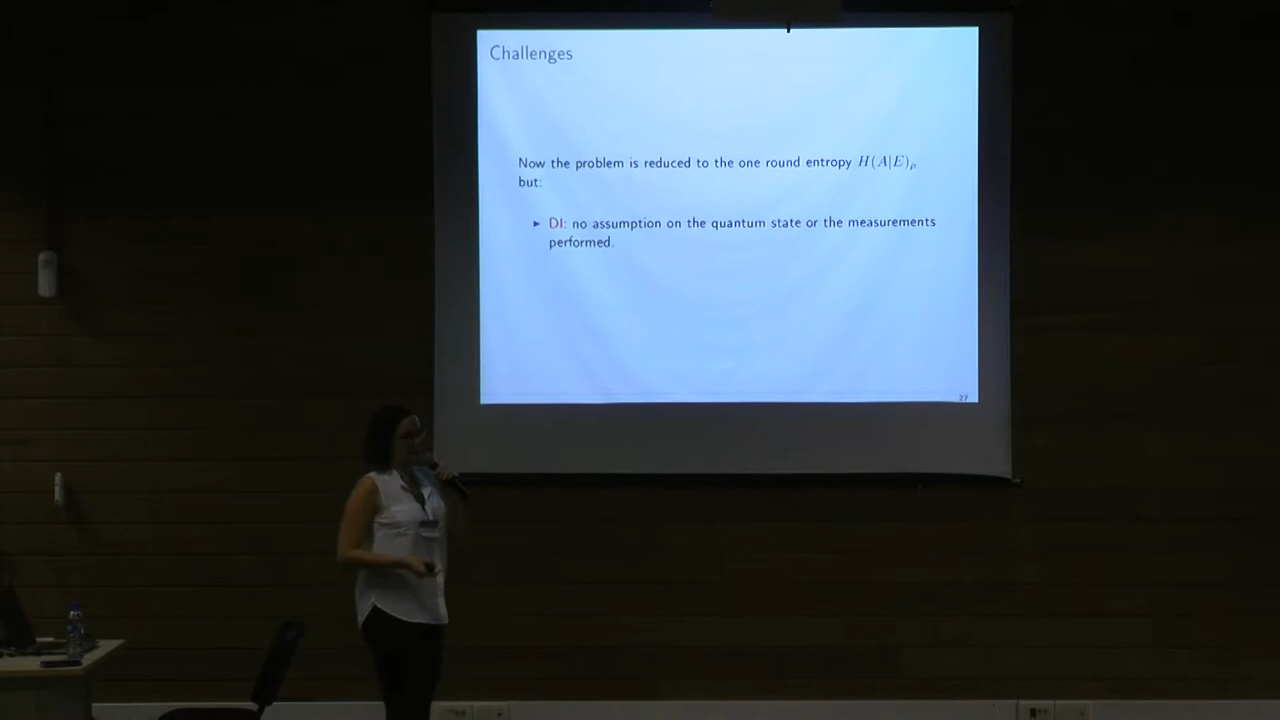 Challenges
Now the problem is reduced to the one round entropy H(A|E)ρ
but:
► DI: no assumption on the quantum state or the measurements
performed.
27